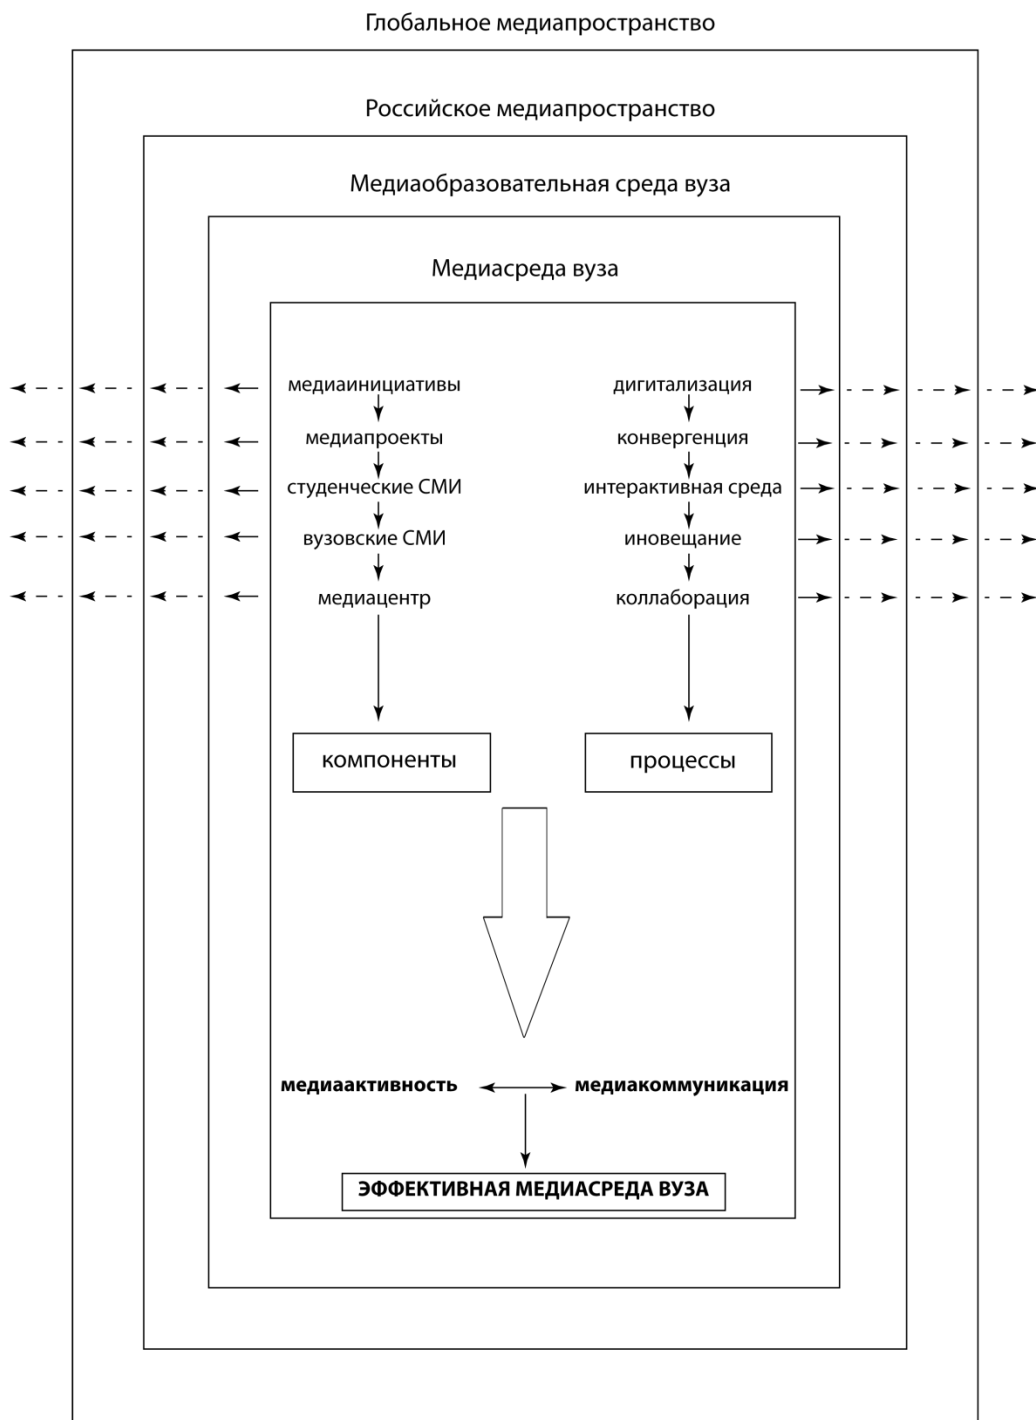 Глобальное медиапространство
Российское медиапространство
Медиаобразовательная среда вуза
Медиасреда вуза
медиаинициативы
медиапроекты
студенческие СМИ
вузовские СМИ
медиацентр
компоненты
дигитализация
конвергенция
интерактивная среда
иновещание
коллаборация
процессы
медиаактивность
медиакоммуникация
ЭФФЕКТИВНАЯ МЕДИАСРЕДА ВУЗА